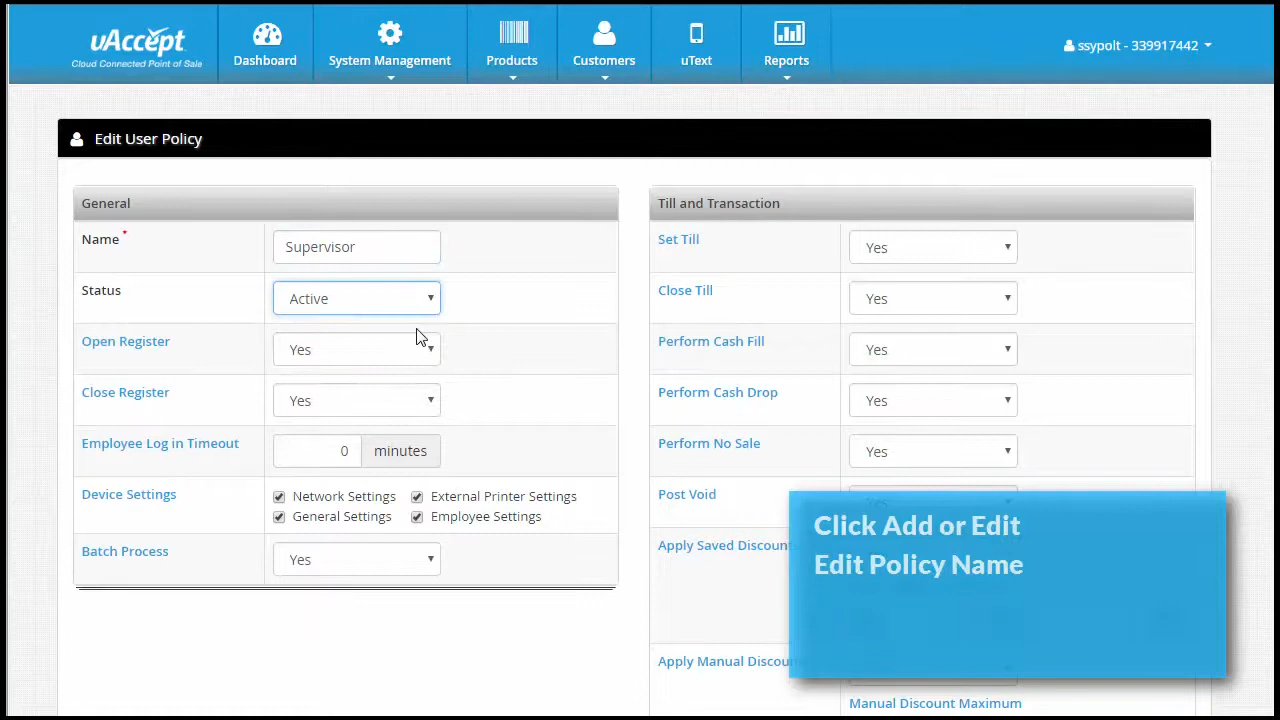 uAccept
Cloud Connected Point of Sale
Dashboard
System Management
Products
Customers
uText
Reports
ssypolt - 339917442
Edit User Policy
General
Name *
Supervisor
Status
Active
Open Register
Yes
Close Register
Yes
Employee Log in Timeout
0 minutes
Device Settings
Network Settings
External Printer Settings
General Settings
Employee Settings
Batch Process
Yes
Till and Transaction
Set Till
Yes
Close Till
Yes
Perform Cash Fill
Yes
Perform Cash Drop
Yes
Perform No Sale
Yes
Post Void
Apply Saved Discount
Apply Manual Discoun
Manual Discount Maximum
Click Add or Edit
Edit Policy Name